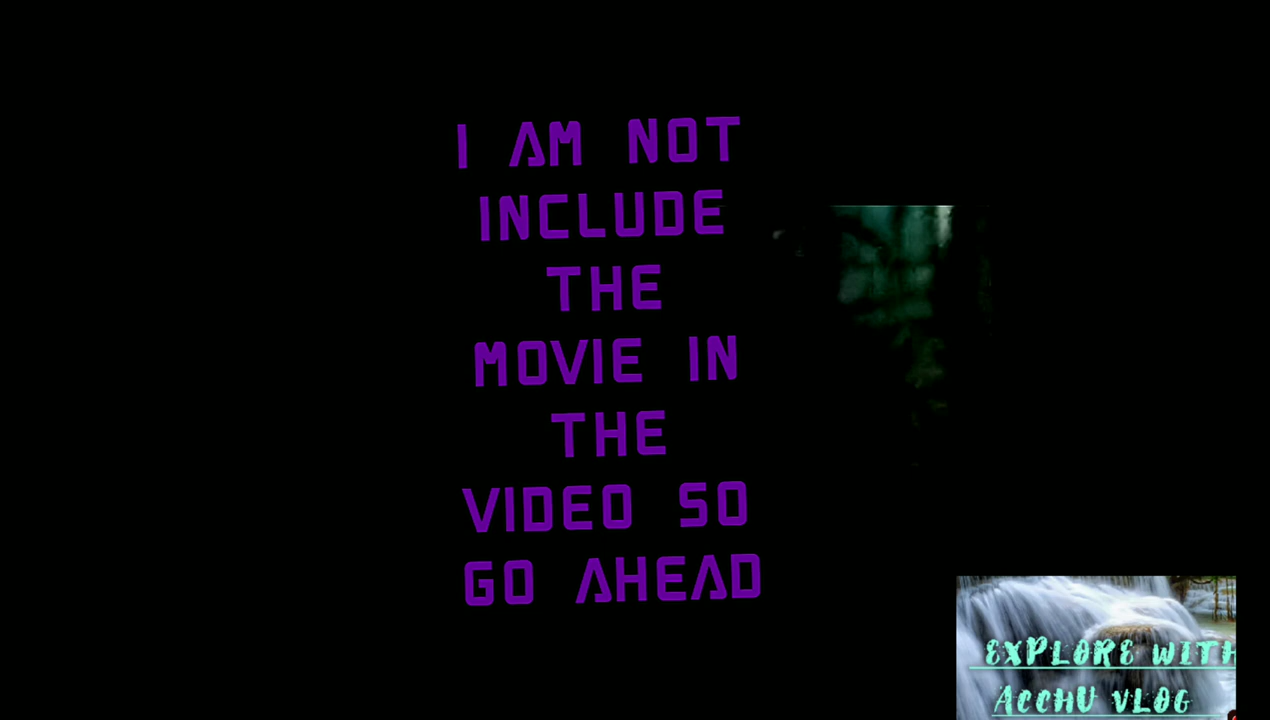 I AM NOT
INCLUDE
THE
MOVIE IN
THE
VIDEO SO
GO AHEAD
EXPLORE WITH
ACCHU VLOG